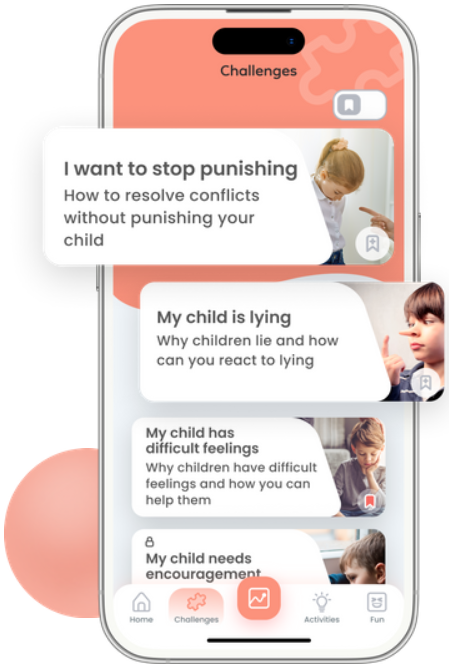 Challenges
I want to stop punishing
How to resolve conflicts
without punishing your
child
My child is lying
Why children lie and how
can you react to lying
My child has
difficult feelings
Why children have difficult
feelings and how you can
help them
My child needs
encouragement
Home
Challenges
Activities
Fun